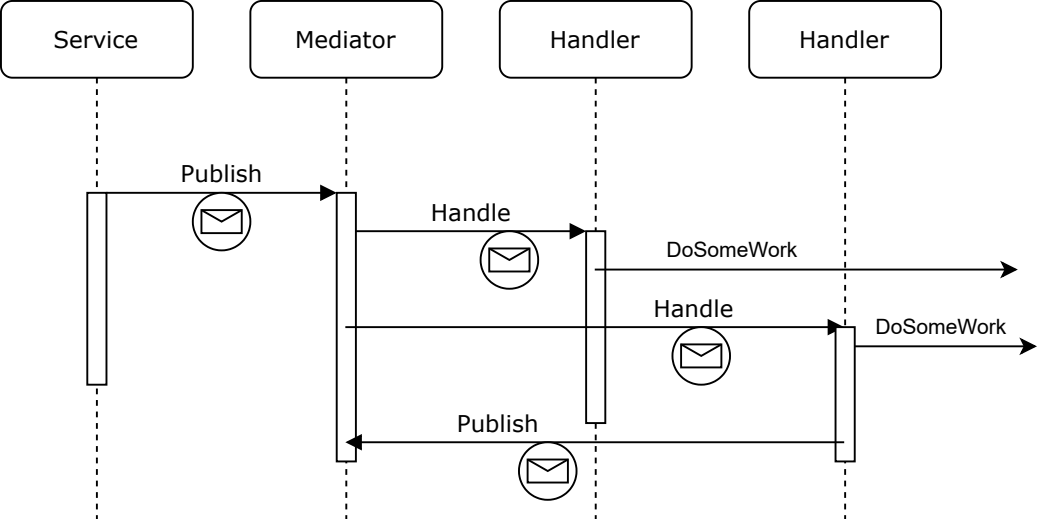 Service
Mediator
Handler
Handler
Publish
Handle
DoSomeWork
Handle
DoSomeWork
Publish